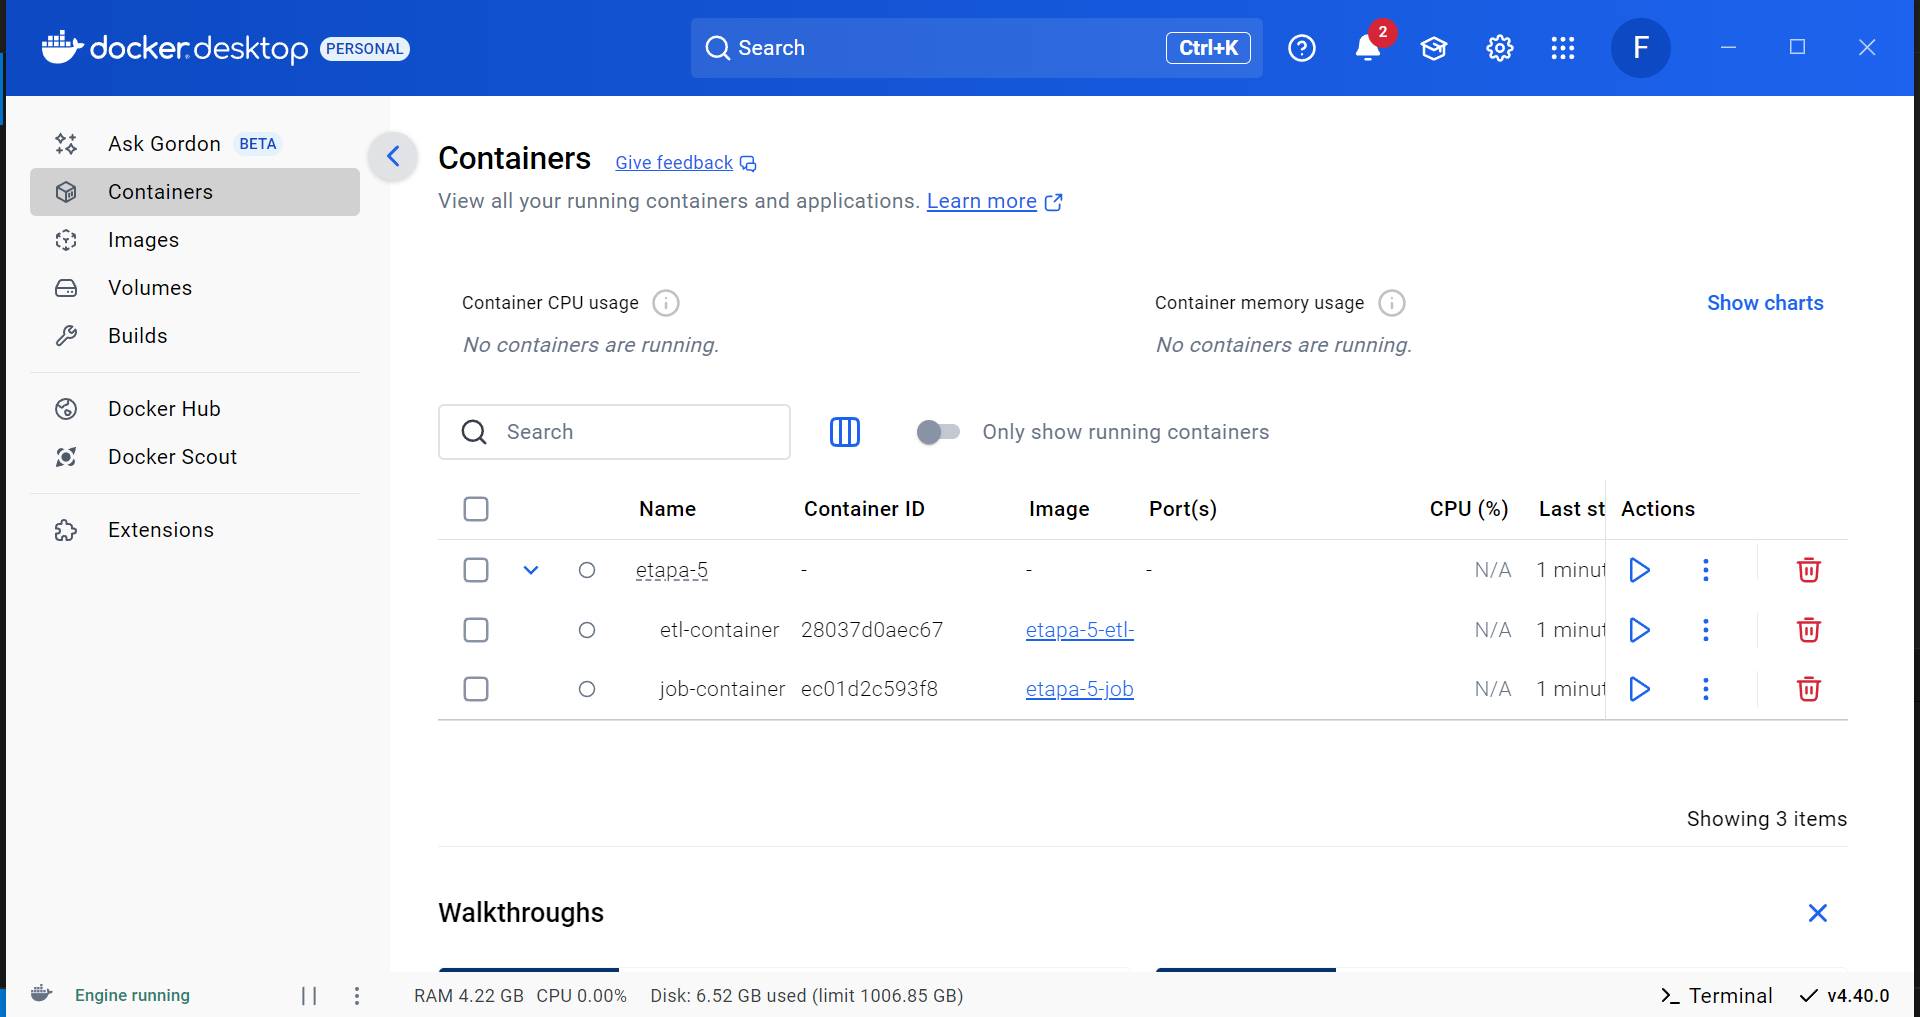 docker.desktop PERSONAL
Search Ctrl+K
2
F
Ask Gordon BETA
Containers
Images
Volumes
Builds
Docker Hub
Docker Scout
Extensions
Containers Give feedback
View all your running containers and applications. Learn more
Container CPU usage
No containers are running.
Container memory usage
No containers are running.
Show charts
Search
Only show running containers
Name Container ID Image Port(s) CPU (%) Last st Actions
etapa-5 - - - N/A 1 minut
etl-container 28037d0aec67 etapa-5-etl- N/A 1 minut
job-container ec01d2c593f8 etapa-5-job N/A 1 minut
Showing 3 items
Walkthroughs
Engine running RAM 4.22 GB CPU 0.00% Disk: 6.52 GB used (limit 1006.85 GB) >_ Terminal v4.40.0